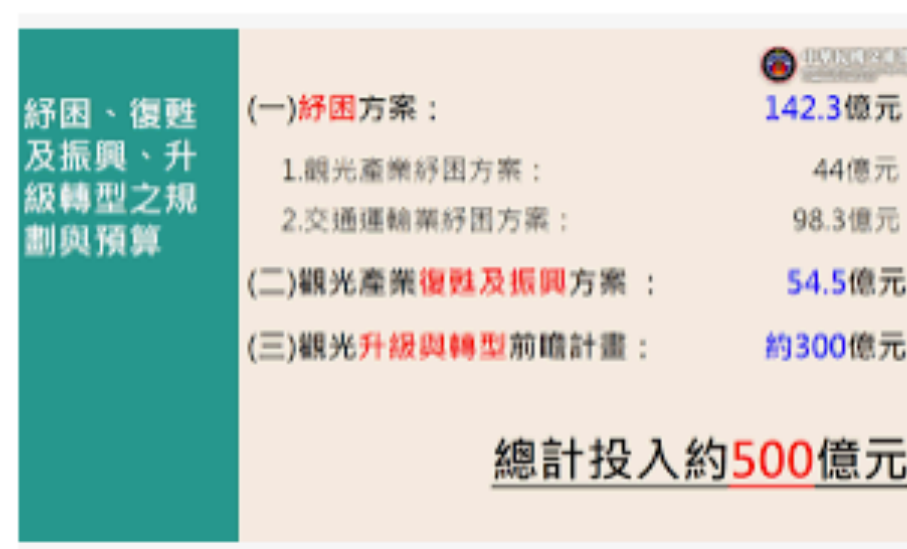 紓困、復甦
及振興、升
級轉型之規
劃與預算
(一)紓困方案： 142.3億元
1.觀光產業紓困方案： 44億元
2.交通運輸業紓困方案： 98.3億元
(二)觀光產業復甦及振興方案 ： 54.5億元
(三)觀光升級與轉型前瞻計畫： 約300億元
總計投入約500億元